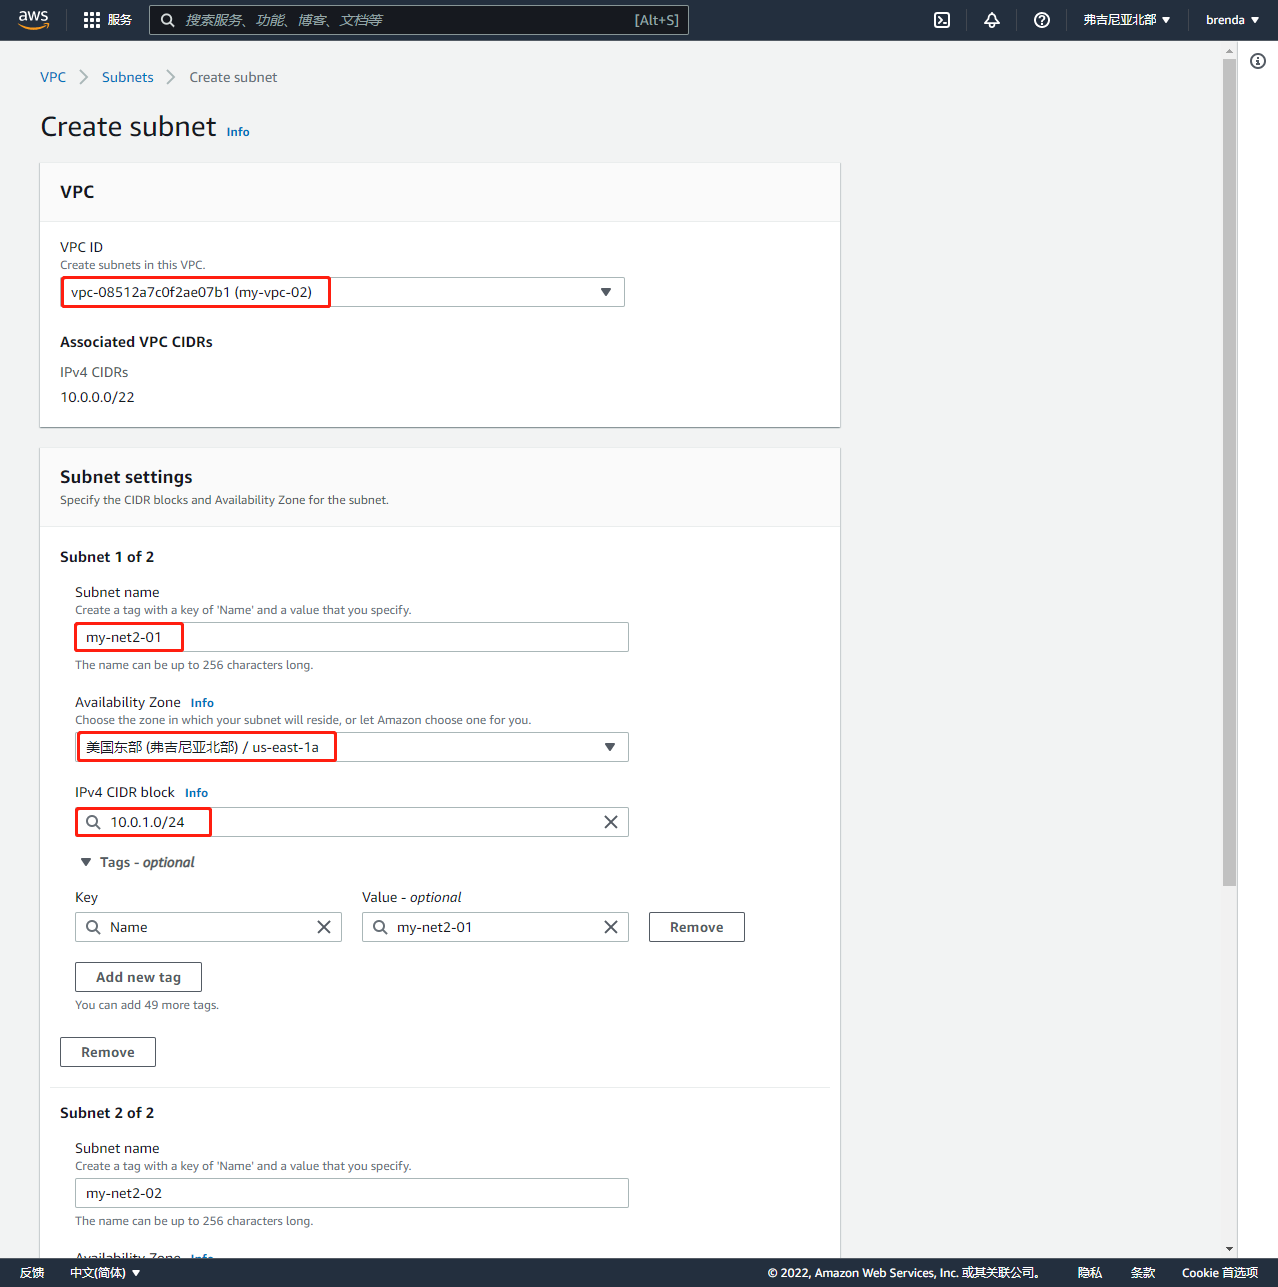 aws 服务 搜索服务、功能、博客、文档等 [Alt+S] 弗吉尼亚北部 brenda
VPC Subnets Create subnet
Create subnet Info
VPC
VPC ID
Create subnets in this VPC.
vpc-08512a7c0f2ae07b1 (my-vpc-02)
Associated VPC CIDRs
IPv4 CIDRs
10.0.0.0/22
Subnet settings
Specify the CIDR blocks and Availability Zone for the subnet.
Subnet 1 of 2
Subnet name
Create a tag with a key of 'Name' and a value that you specify.
my-net2-01
The name can be up to 256 characters long.
Availability Zone Info
Choose the zone in which your subnet will reside, or let Amazon choose one for you.
美国东部 (弗吉尼亚北部) / us-east-1a
IPv4 CIDR block Info
10.0.1.0/24
Tags - optional
Key Value - optional
Name my-net2-01 Remove
Add new tag
You can add 49 more tags.
Remove
Subnet 2 of 2
Subnet name
Create a tag with a key of 'Name' and a value that you specify.
my-net2-02
The name can be up to 256 characters long.
Availability Zone Info
反馈 中文(简体) © 2022, Amazon Web Services, Inc. 或其关联公司。 隐私 条款 Cookie 首选项